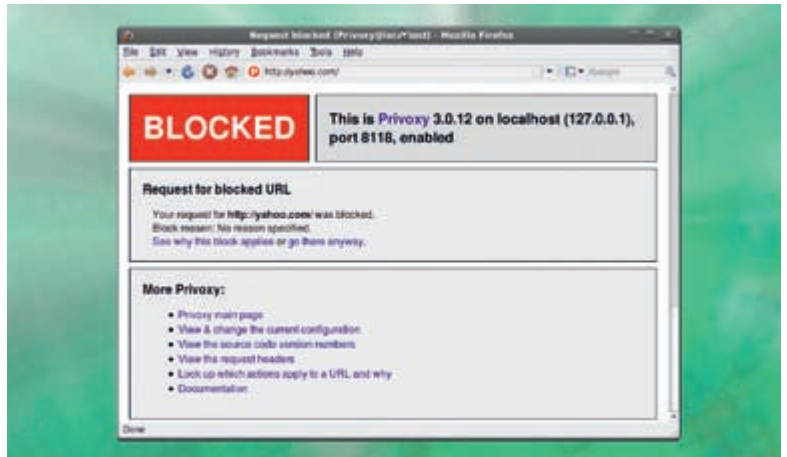 Request blocked (Privoxy@localhost) - Mozilla Firefox
File Edit View History Bookmarks Tools Help
http://yahoo.com/ Google
BLOCKED
This is Privoxy 3.0.12 on localhost (127.0.0.1),
port 8118, enabled
Request for blocked URL
Your request for http://yahoo.com/ was blocked.
Block reason: No reason specified.
See why this block applies or go there anyway.
More Privoxy:
• Privoxy main page
• View & change the current configuration
• View the source code version numbers
• View the request headers
• Look up which actions apply to a URL and why
• Documentation
Done